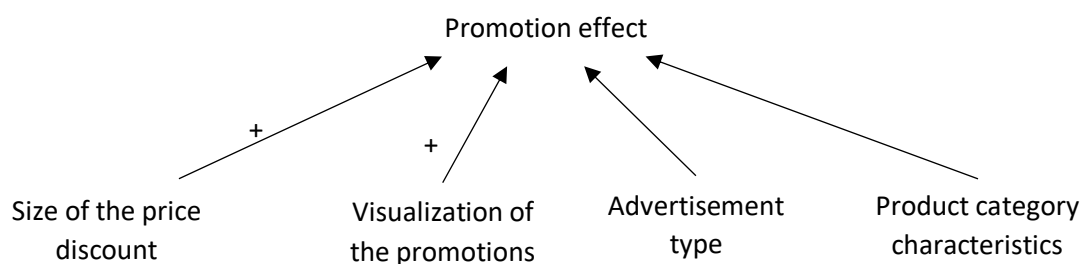 Promotion effect
+
+
Size of the price
discount
Visualization of
the promotions
Advertisement
type
Product category
characteristics